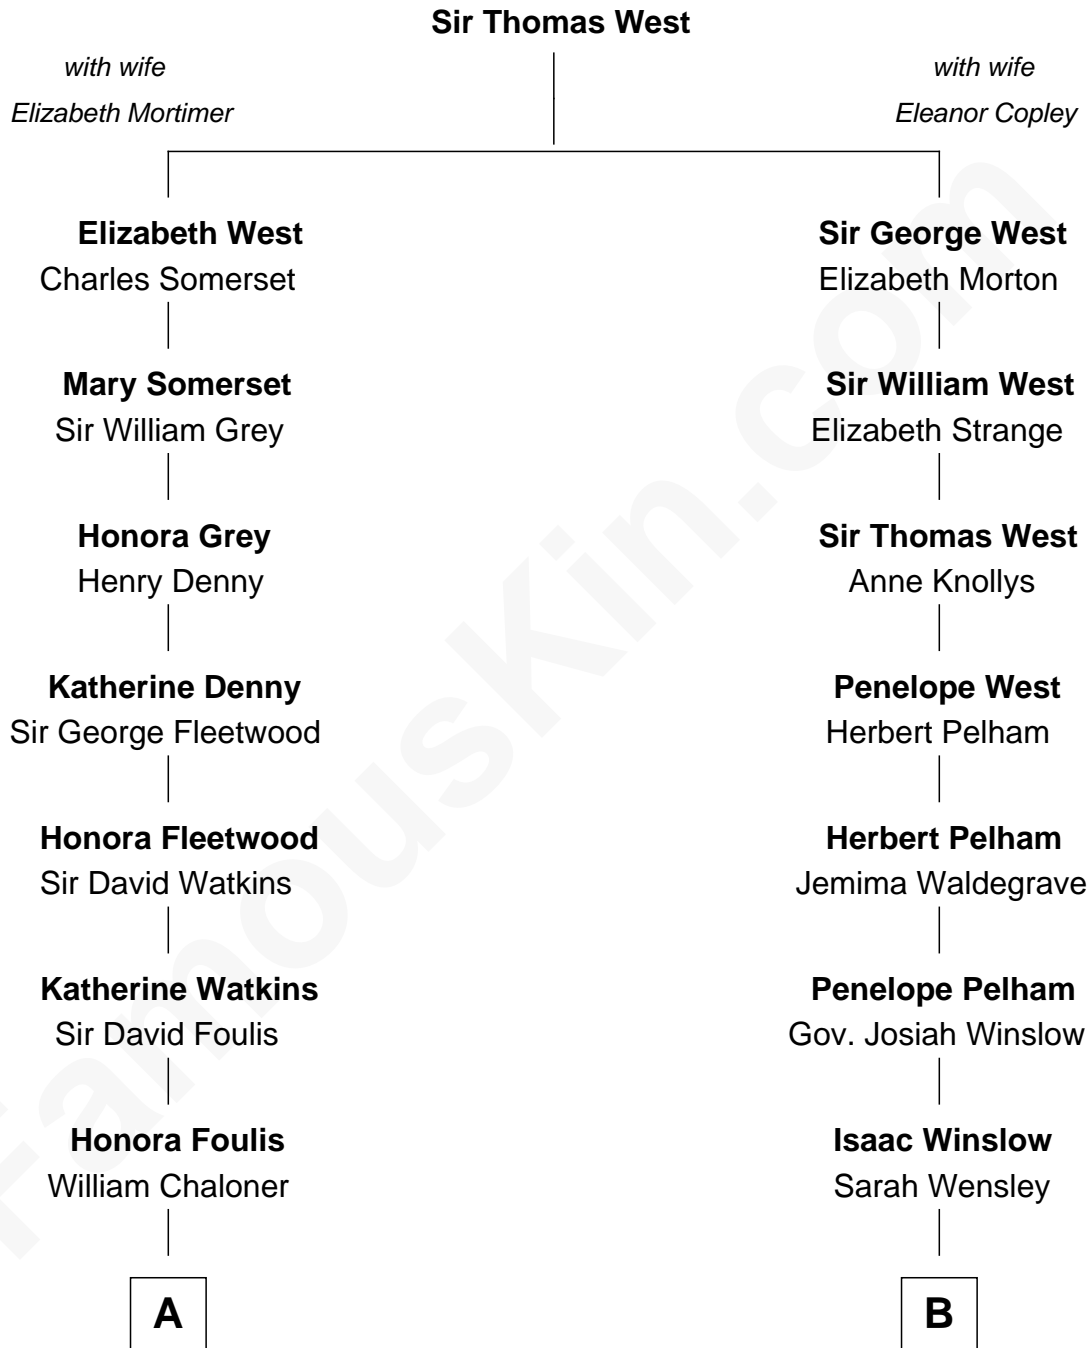 Sir Thomas West
with wife
Elizabeth Mortimer
with wife
Eleanor Copley
Elizabeth West
Charles Somerset
Mary Somerset
Sir William Grey
Honora Grey
Henry Denny
Katherine Denny
Sir George Fleetwood
Honora Fleetwood
Sir David Watkins
Katherine Watkins
Sir David Foulis
Honora Foulis
William Chaloner
A
Sir George West
Elizabeth Morton
Sir William West
Elizabeth Strange
Sir Thomas West
Anne Knollys
Penelope West
Herbert Pelham
Herbert Pelham
Jemima Waldegrave
Penelope Pelham
Gov. Josiah Winslow
Isaac Winslow
Sarah Wensley
B
FamousKin.com